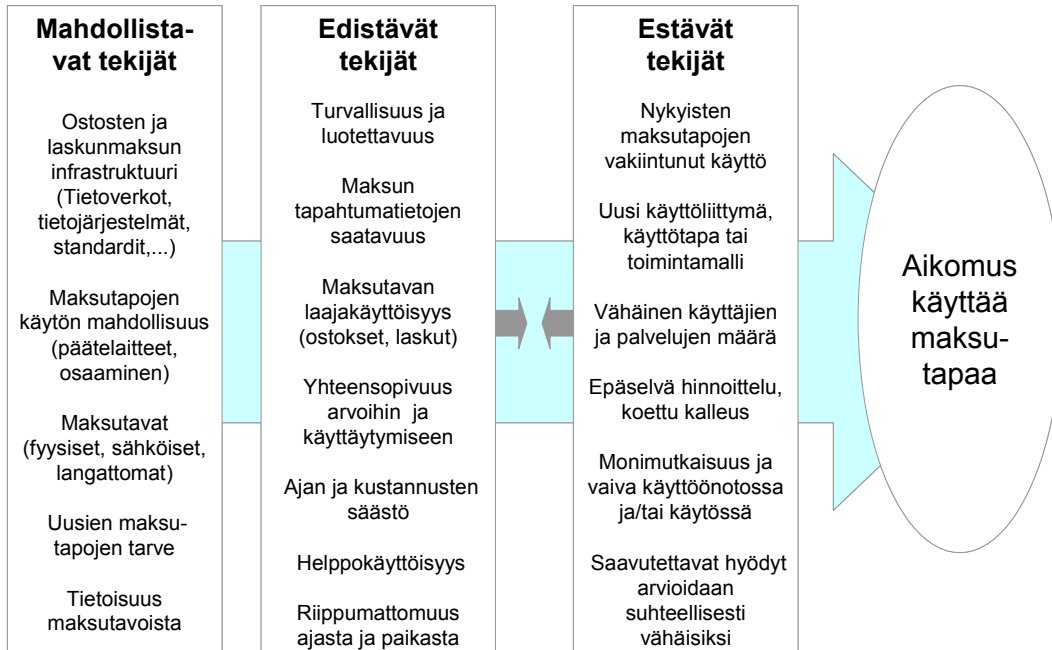 Mahdollista-
vat tekijät
Ostosten ja
laskunmaksun
infrastruktuuri
(Tietoverkot,
tietojärjestelmät,
standardit,...)
Maksutapojen
käytön mahdollisuus
(päätelaitteet,
osaaminen)
Maksutavat
(fyysiset, sähköiset,
langattomat)
Uusien maksu-
tapojen tarve
Tietoisuus
maksutavoista
Edistävät
tekijät
Turvallisuus ja
luotettavuus
Maksun
tapahtumatietojen
saatavuus
Maksutavan
laajakäyttöisyys
(ostokset, laskut)
Yhteensopivuus
arvoihin ja
käyttäytymiseen
Ajan ja kustannusten
säästö
Helppokäyttöisyys
Riippumattomuus
ajasta ja paikasta
Estävät
tekijät
Nykyisten
maksutapojen
vakiintunut käyttö
Uusi käyttöliittymä,
käyttötapa tai
toimintamalli
Vähäinen käyttäjien
ja palvelujen määrä
Epäselvä hinnoittelu,
koettu kalleus
Monimutkaisuus ja
vaiva käyttöönotossa
ja/tai käytössä
Saavutettavat hyödyt
arvioidaan
suhteellisesti
vähäisiksi
Aikomus
käyttää
maksu-
tapaa